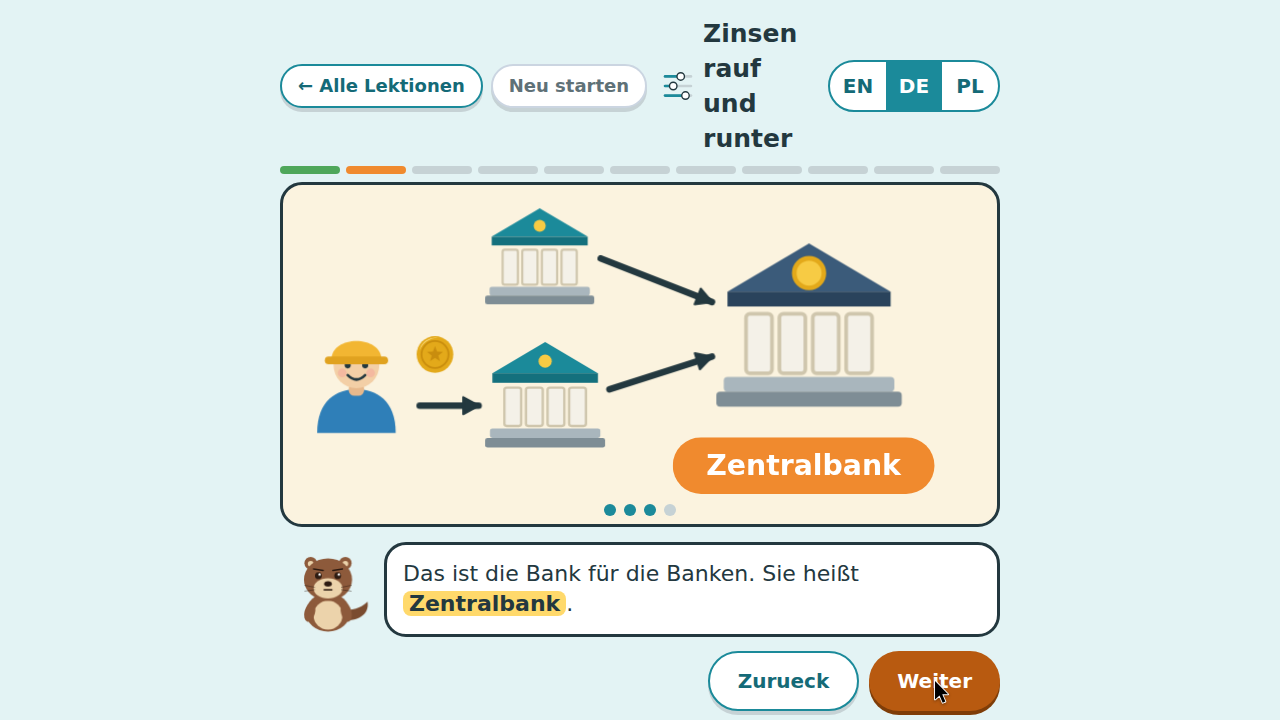 ← Alle Lektionen
Neu starten
Zinsen
rauf
und
runter
EN DE PL
Zentralbank
Das ist die Bank für die Banken. Sie heißt
Zentralbank.
Zurueck
Weiter